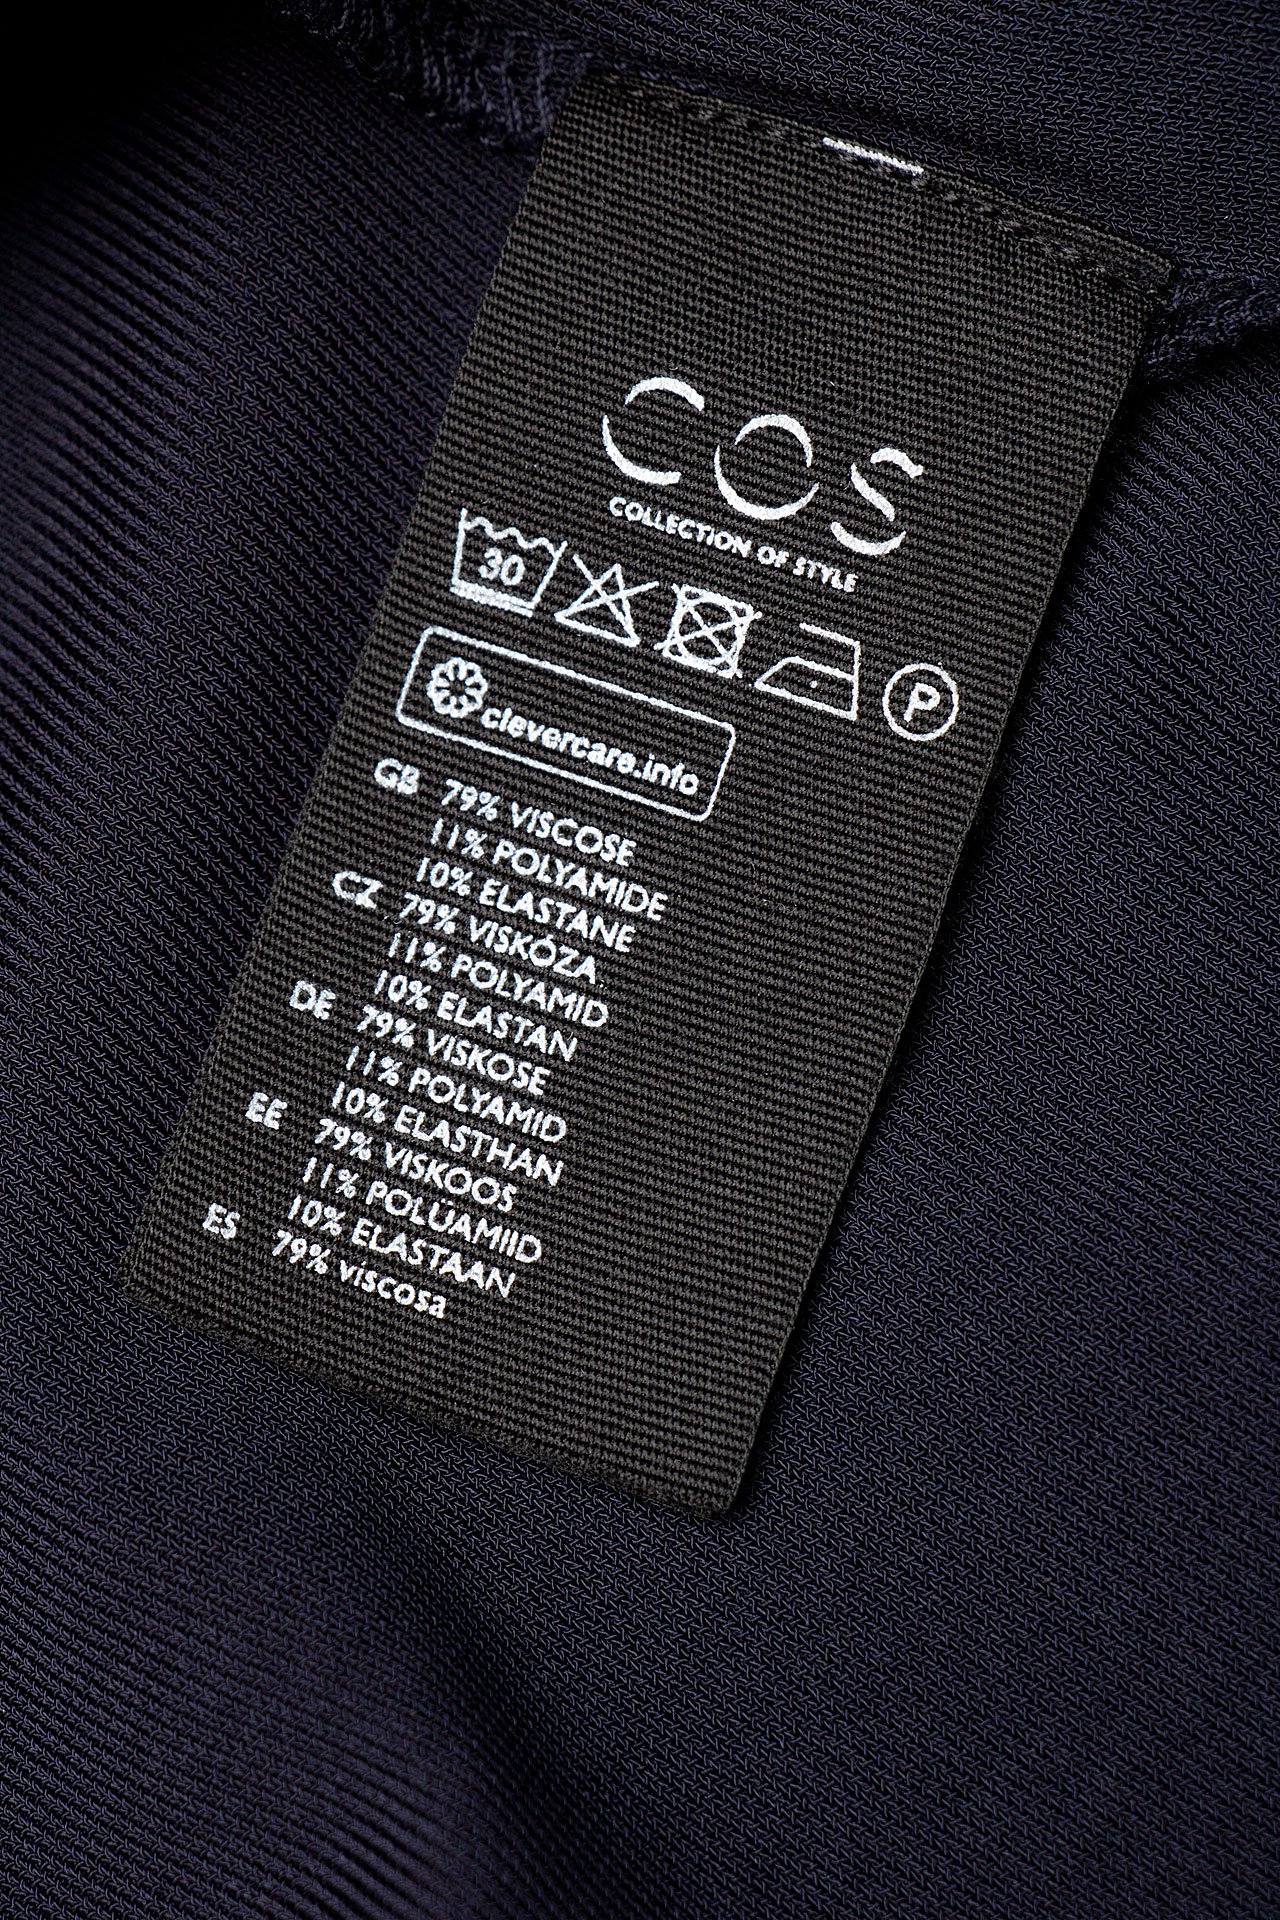 COS
COLLECTION OF STYLE
30
P
clevercare.info
GB 79% VISCOSE
11% POLYAMIDE
10% ELASTANE
CZ 79% VISKÓZA
11% POLYAMID
10% ELASTAN
DE 79% VISKOSE
11% POLYAMID
10% ELASTHAN
EE 79% VISKOOS
11% POLÜAMIID
10% ELASTAAN
ES 79% viscosa